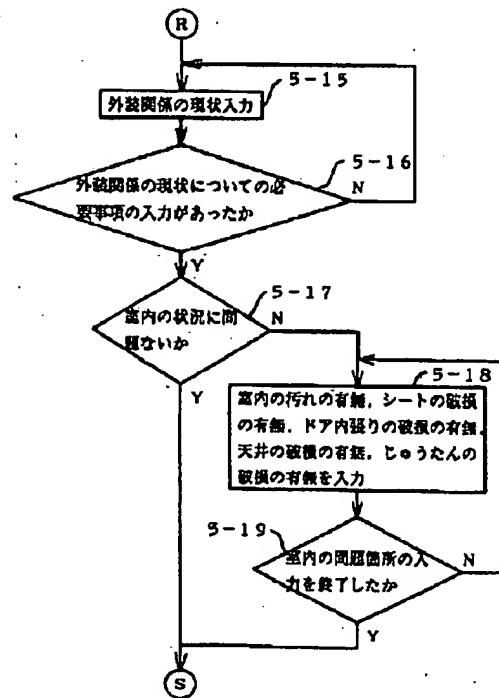 R
5-15
外装関係の現状入力
5-16
外装関係の現状についての必
要事項の入力があったか
N
Y
5-17
室内の状況に問
題ないか
N
Y
5-18
室内の汚れの有無,シートの破損
の有無,ドア内張りの破損の有無,
天井の破損の有無,じゅうたんの
破損の有無を入力
5-19
室内の問題箇所の入
力を終了したか
N
Y
S